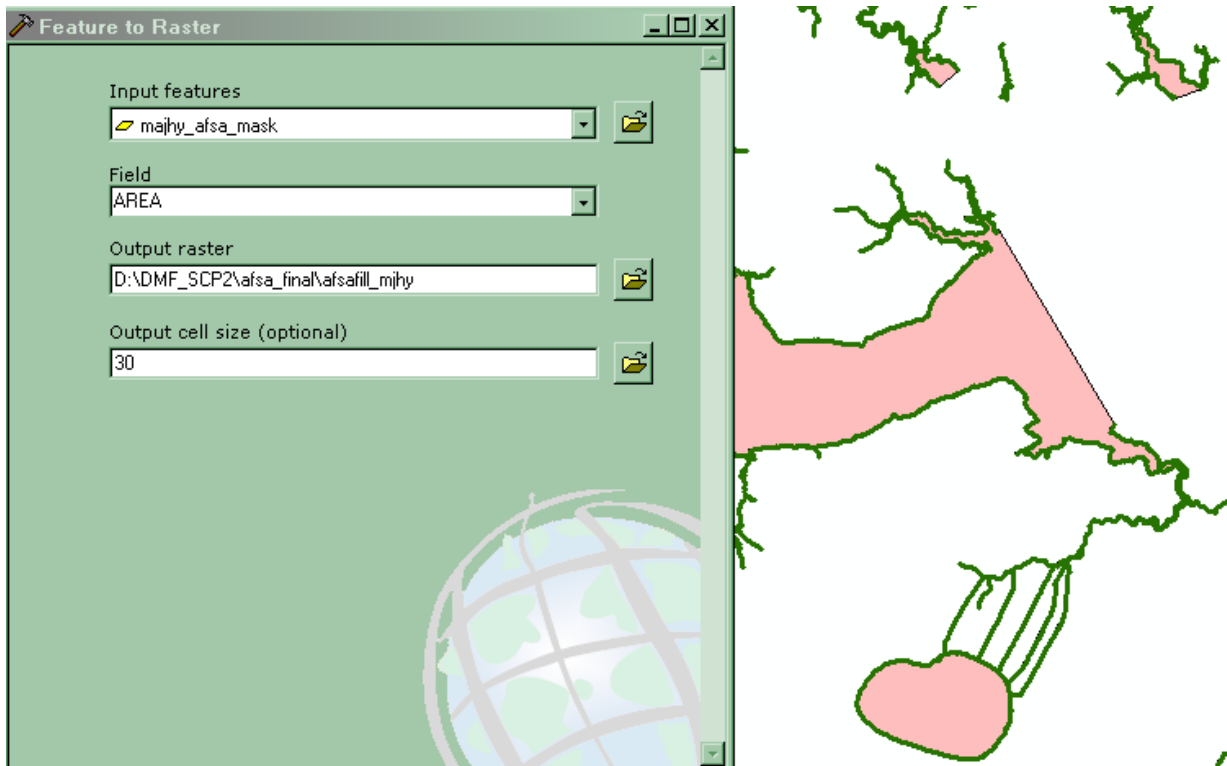 Feature to Raster
Input features
majhy_afsa_mask
Field
AREA
Output raster
D:\DMF_SCP2\afsa_final\afsafill_mjhy
Output cell size (optional)
30